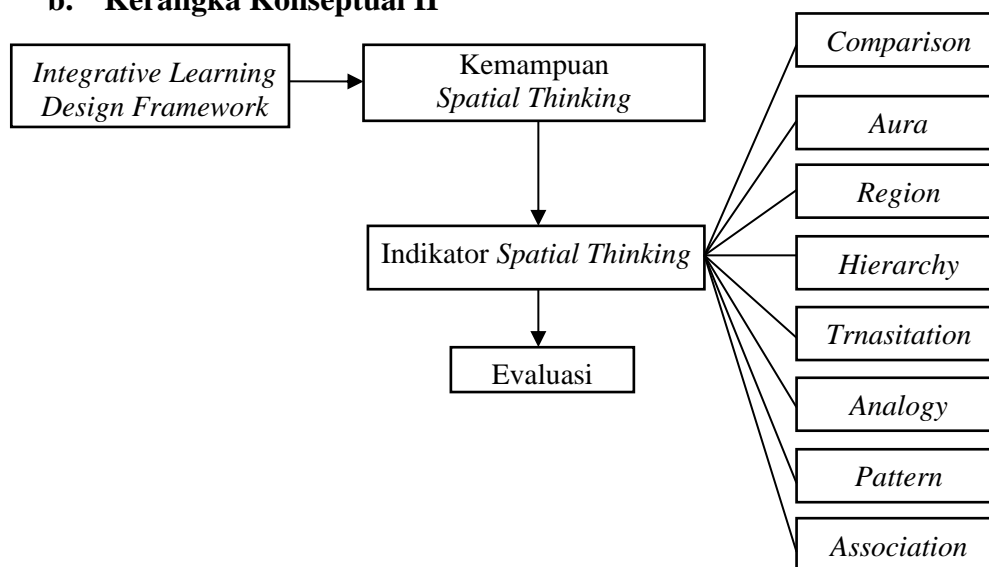 b. Kerangka Konseptual II
Integrative Learning
Design Framework
Kemampuan
Spatial Thinking
Indikator Spatial Thinking
Evaluasi
Comparison
Aura
Region
Hierarchy
Trnasitation
Analogy
Pattern
Association